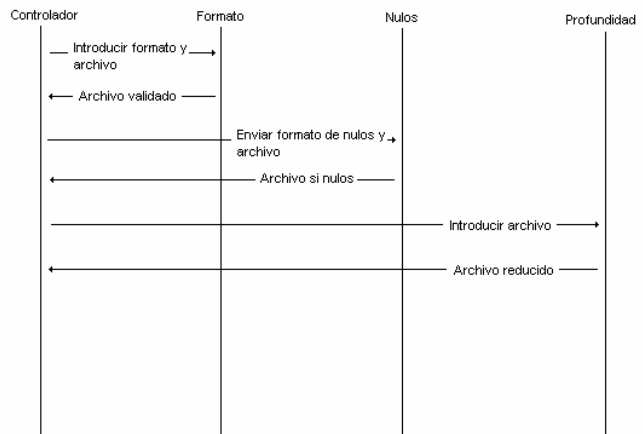 Controlador
Formato
Nulos
Profundidad
Introducir formato y
archivo
Archivo validado
Enviar formato de nulos y
archivo
Archivo si nulos
Introducir archivo
Archivo reducido